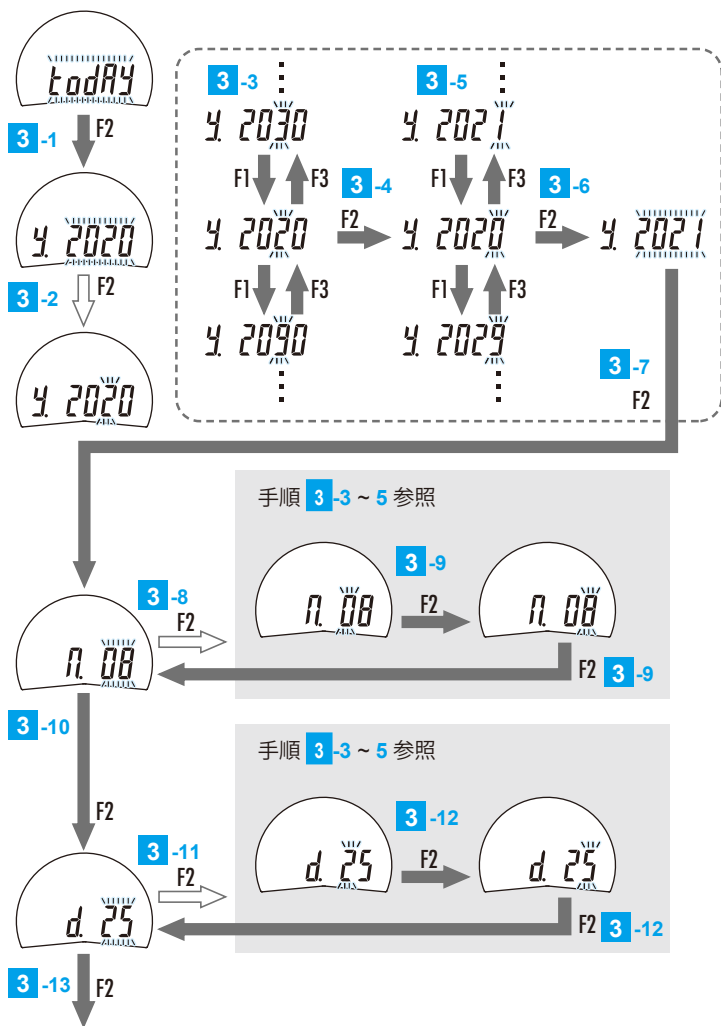 todAY
3 -1 F2
y. 2020
3 -2 F2
y. 2020
3 -3
y. 2030
F1 F3
y. 2020
F1 F3
y. 2090
3 -4
F2
3 -5
y. 2021
F1 F3
y. 2020
F1 F3
y. 2029
3 -6
F2
y. 2021
3 -7
F2
手順 3 -3 ~ 5 参照
3 -8
F2
3 -9
F2
M. 08
M. 08
M. 08
F2 3 -9
3 -10
F2
手順 3 -3 ~ 5 参照
3 -11
F2
3 -12
F2
d. 25
d. 25
d. 25
F2 3 -12
3 -13 F2